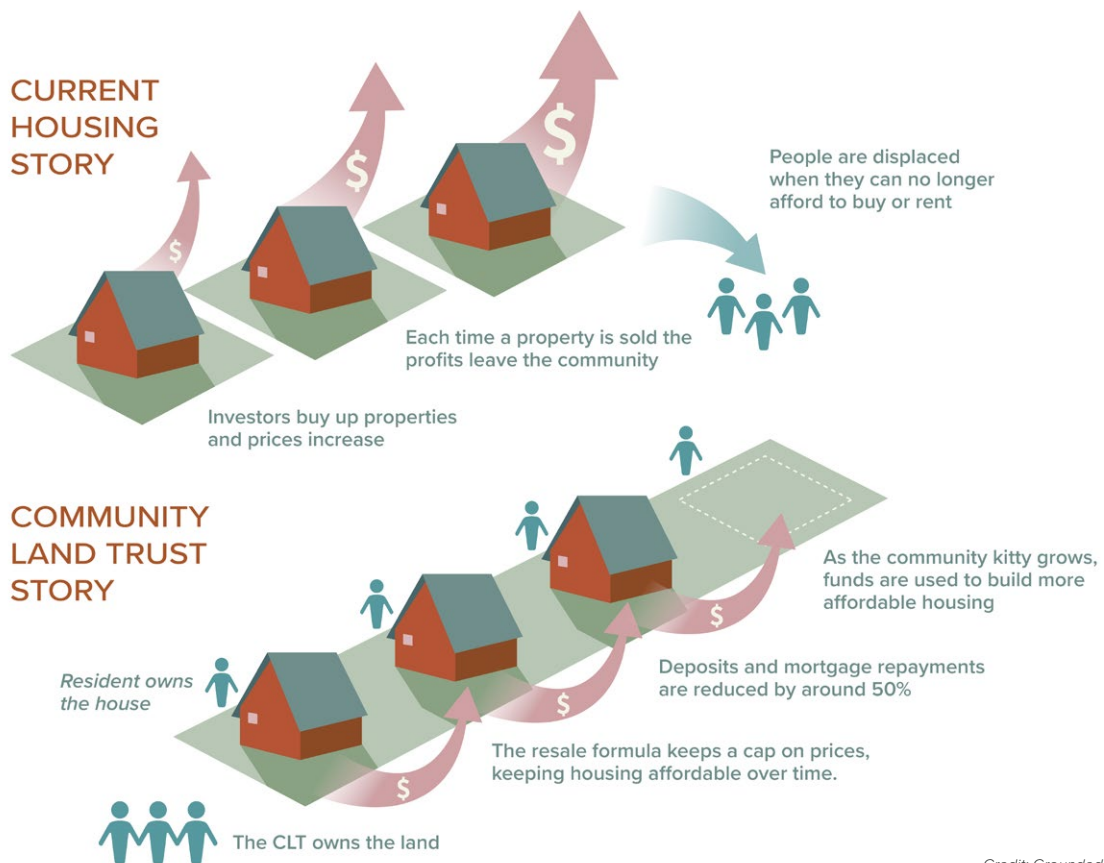 CURRENT
HOUSING
STORY
$
$
$
People are displaced
when they can no longer
afford to buy or rent
Each time a property is sold the
profits leave the community
Investors buy up properties
and prices increase
COMMUNITY
LAND TRUST
STORY
As the community kitty grows,
funds are used to build more
affordable housing
$
Deposits and mortgage repayments
are reduced by around 50%
$
Resident owns
the house
The resale formula keeps a cap on prices,
keeping housing affordable over time.
$
The CLT owns the land
Credit: Grounded